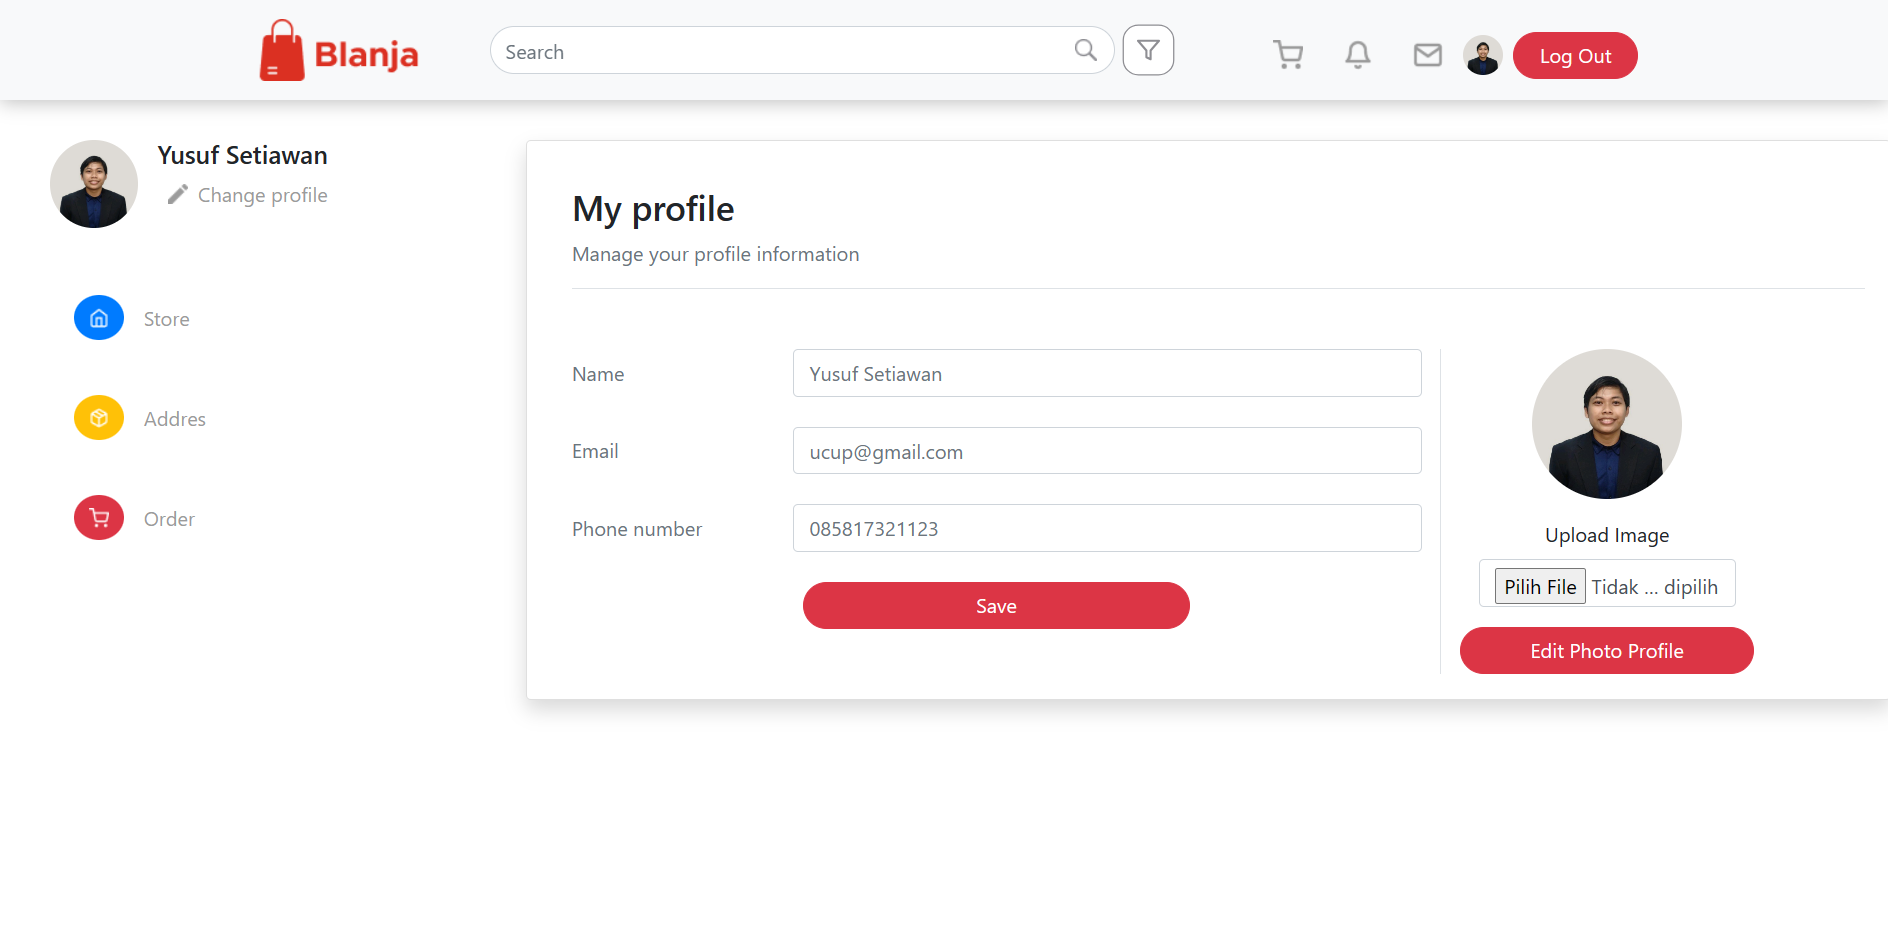 Blanja
Search
Log Out
Yusuf Setiawan
Change profile
Store
Addres
Order
My profile
Manage your profile information
Name
Yusuf Setiawan
Email
ucup@gmail.com
Phone number
085817321123
Save
Upload Image
Pilih File Tidak ... dipilih
Edit Photo Profile